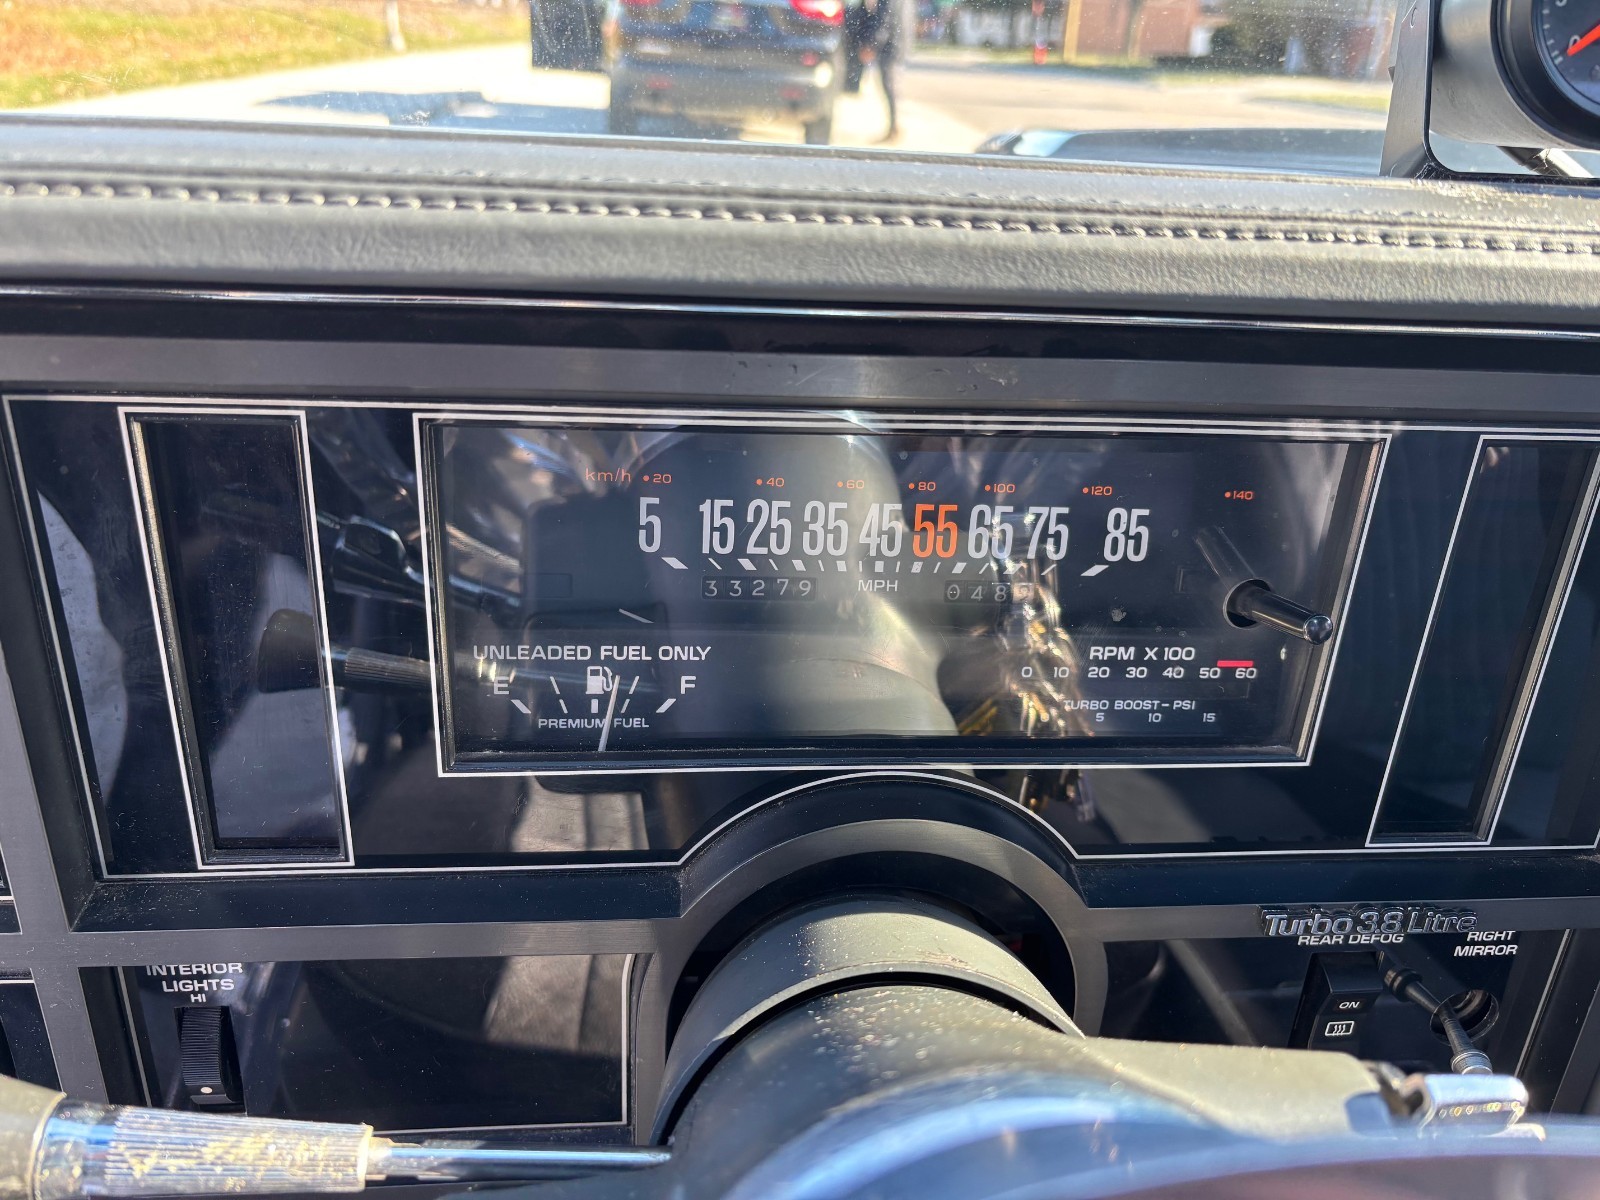 km/h 20 40 60 80 100 120 140
5 15 25 35 45 55 65 75 85
33279 MPH 048
UNLEADED FUEL ONLY
E F
PREMIUM FUEL
RPM X 100
0 10 20 30 40 50 60
TURBO BOOST-PSI
5 10 15
Turbo 3.8 Litre
REAR DEFOG
RIGHT
MIRROR
INTERIOR
LIGHTS
HI
ON